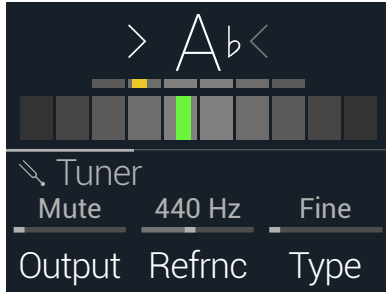 > A♭ <
Tuner
Mute 440 Hz Fine
Output Refrnc Type